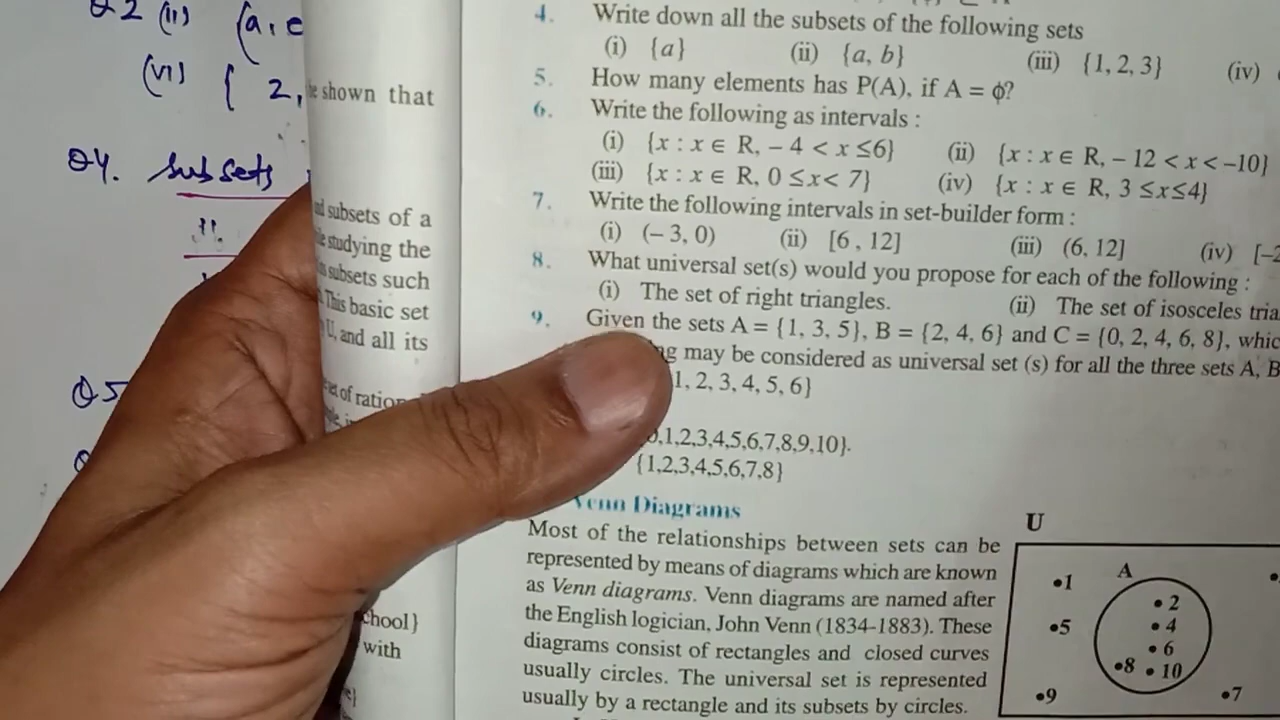 Q2 (ii) {a, e
(vi) { 2,
Q4. Subsets
Q5
shown that
subsets of a
studying the
subsets such
This basic set
U, and all its
set of ration
chool}
with
4. Write down all the subsets of the following sets
(i) {a} (ii) {a, b} (iii) {1, 2, 3} (iv)
5. How many elements has P(A), if A = ϕ?
6. Write the following as intervals :
(i) {x : x ∈ R, – 4 < x ≤6} (ii) {x : x ∈ R, – 12 < x < –10}
(iii) {x : x ∈ R, 0 ≤x< 7} (iv) {x : x ∈ R, 3 ≤x≤4}
7. Write the following intervals in set-builder form :
(i) (– 3, 0) (ii) [6 , 12] (iii) (6, 12] (iv) [–2
8. What universal set(s) would you propose for each of the following :
(i) The set of right triangles. (ii) The set of isosceles tria
9. Given the sets A = {1, 3, 5}, B = {2, 4, 6} and C = {0, 2, 4, 6, 8}, whic
ng may be considered as universal set (s) for all the three sets A, B
1, 2, 3, 4, 5, 6}
0,1,2,3,4,5,6,7,8,9,10}.
{1,2,3,4,5,6,7,8}
Venn Diagrams
Most of the relationships between sets can be
represented by means of diagrams which are known
as Venn diagrams. Venn diagrams are named after
the English logician, John Venn (1834-1883). These
diagrams consist of rectangles and closed curves
usually circles. The universal set is represented
usually by a rectangle and its subsets by circles.
U
A
•1
• 2
•5
• 4
• 6
•8 • 10
•9
•7